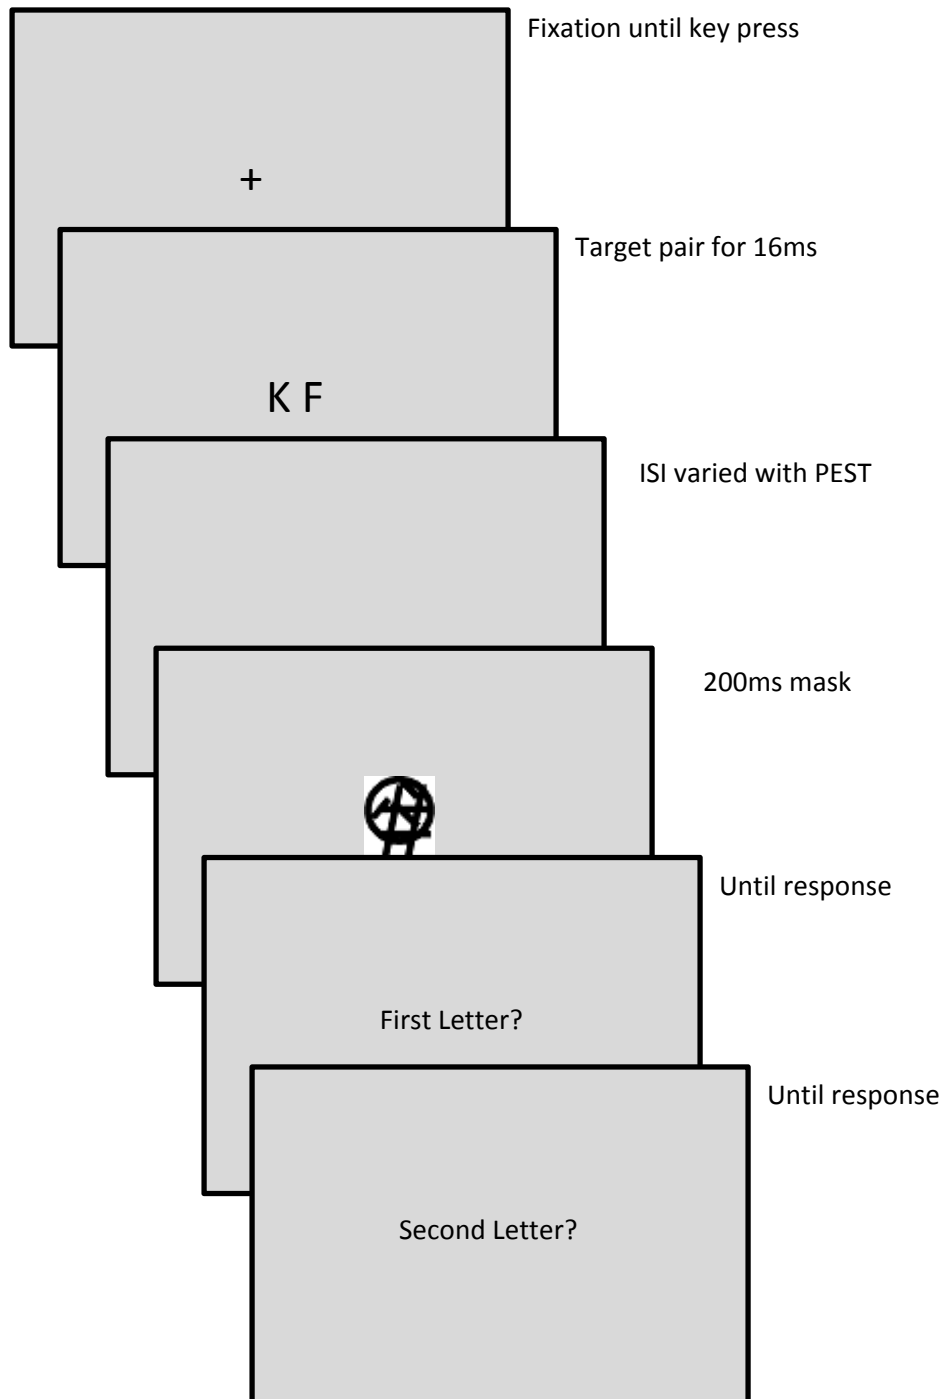 Fixation until key press
+
Target pair for 16ms
K F
ISI varied with PEST
200ms mask
Until response
First Letter?
Until response
Second Letter?